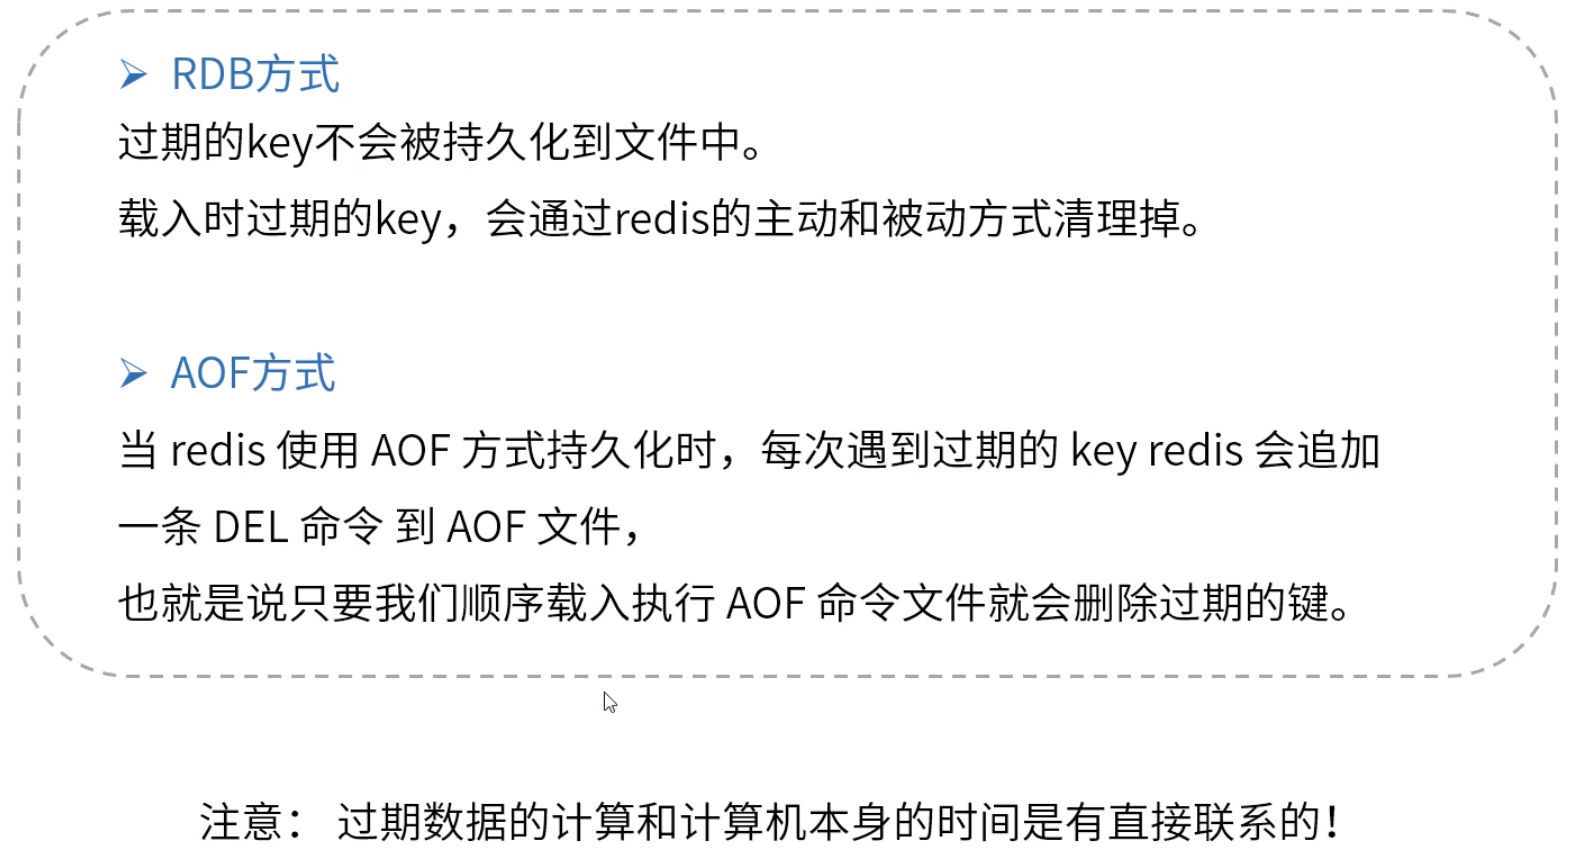 RDB方式
过期的key不会被持久化到文件中。
载入时过期的key，会通过redis的主动和被动方式清理掉。
AOF方式
当 redis 使用 AOF 方式持久化时，每次遇到过期的 key redis 会追加
一条 DEL 命令 到 AOF 文件，
也就是说只要我们顺序载入执行 AOF 命令文件就会删除过期的键。
注意： 过期数据的计算和计算机本身的时间是有直接联系的！